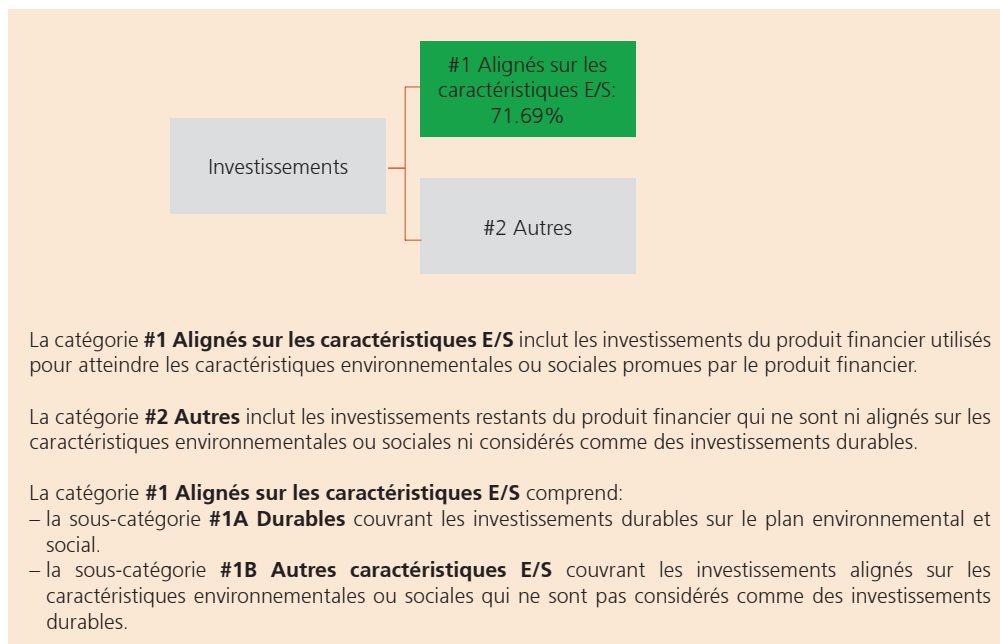 #1 Alignés sur les
caractéristiques E/S:
71.69%
Investissements
#2 Autres
La catégorie #1 Alignés sur les caractéristiques E/S inclut les investissements du produit financier utilisés
pour atteindre les caractéristiques environnementales ou sociales promues par le produit financier.
La catégorie #2 Autres inclut les investissements restants du produit financier qui ne sont ni alignés sur les
caractéristiques environnementales ou sociales ni considérés comme des investissements durables.
La catégorie #1 Alignés sur les caractéristiques E/S comprend:
– la sous-catégorie #1A Durables couvrant les investissements durables sur le plan environnemental et
social.
– la sous-catégorie #1B Autres caractéristiques E/S couvrant les investissements alignés sur les
caractéristiques environnementales ou sociales qui ne sont pas considérés comme des investissements
durables.